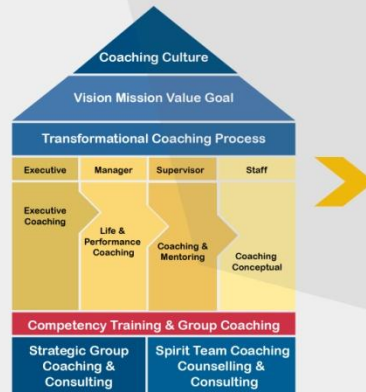 Coaching Culture
Vision Mission Value Goal
Transformational Coaching Process
Executive
Manager
Supervisor
Staff
Executive
Coaching
Life &
Performance
Coaching
Coaching &
Mentoring
Coaching
Conceptual
Competency Training & Group Coaching
Strategic Group
Coaching &
Consulting
Spirit Team Coaching
Counselling &
Consulting